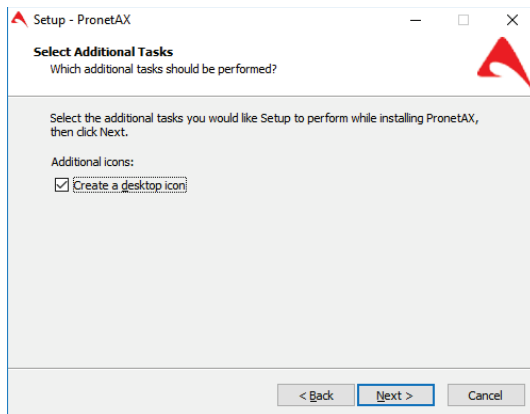 Setup - PronetAX
Select Additional Tasks
Which additional tasks should be performed?
Select the additional tasks you would like Setup to perform while installing PronetAX,
then click Next.
Additional icons:
Create a desktop icon
< Back
Next >
Cancel